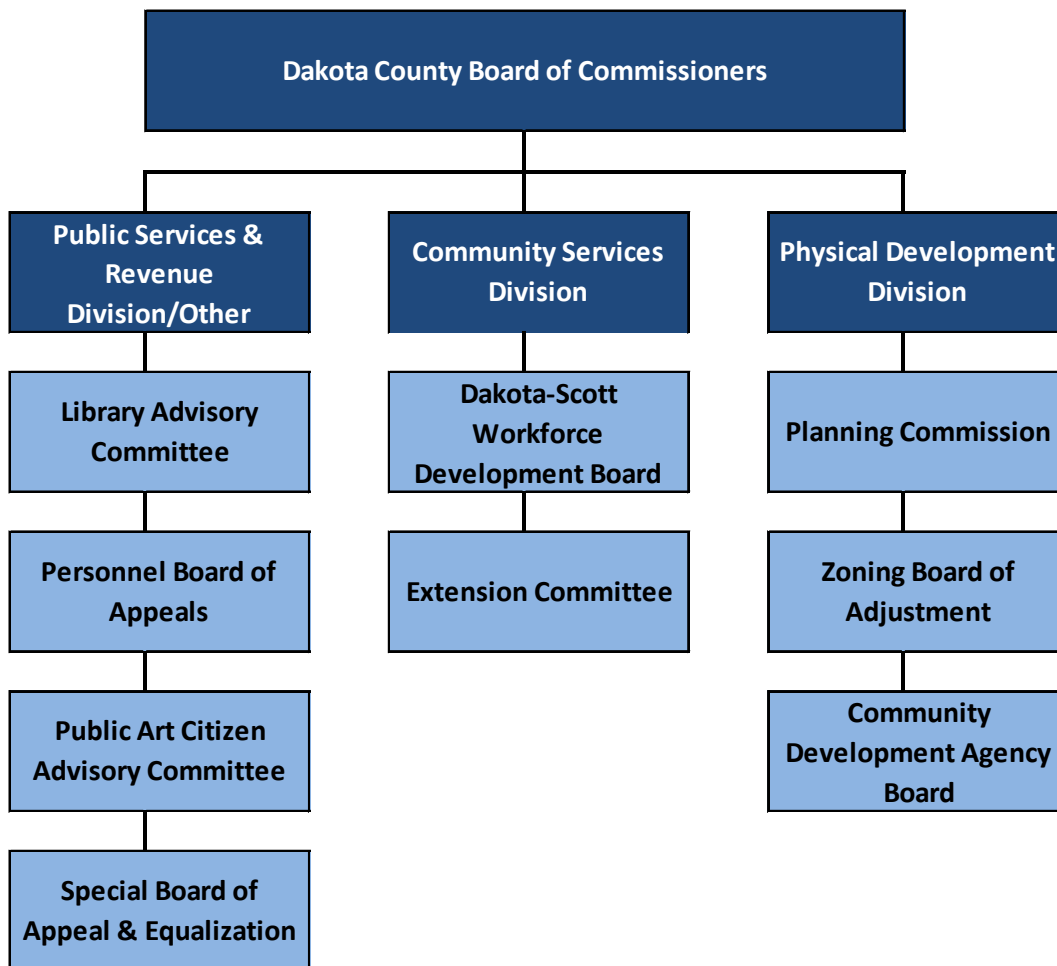 Dakota County Board of Commissioners
Public Services &
Revenue
Division/Other
Community Services
Division
Physical Development
Division
Library Advisory
Committee
Dakota-Scott
Workforce
Development Board
Planning Commission
Personnel Board of
Appeals
Extension Committee
Zoning Board of
Adjustment
Public Art Citizen
Advisory Committee
Community
Development Agency
Board
Special Board of
Appeal & Equalization